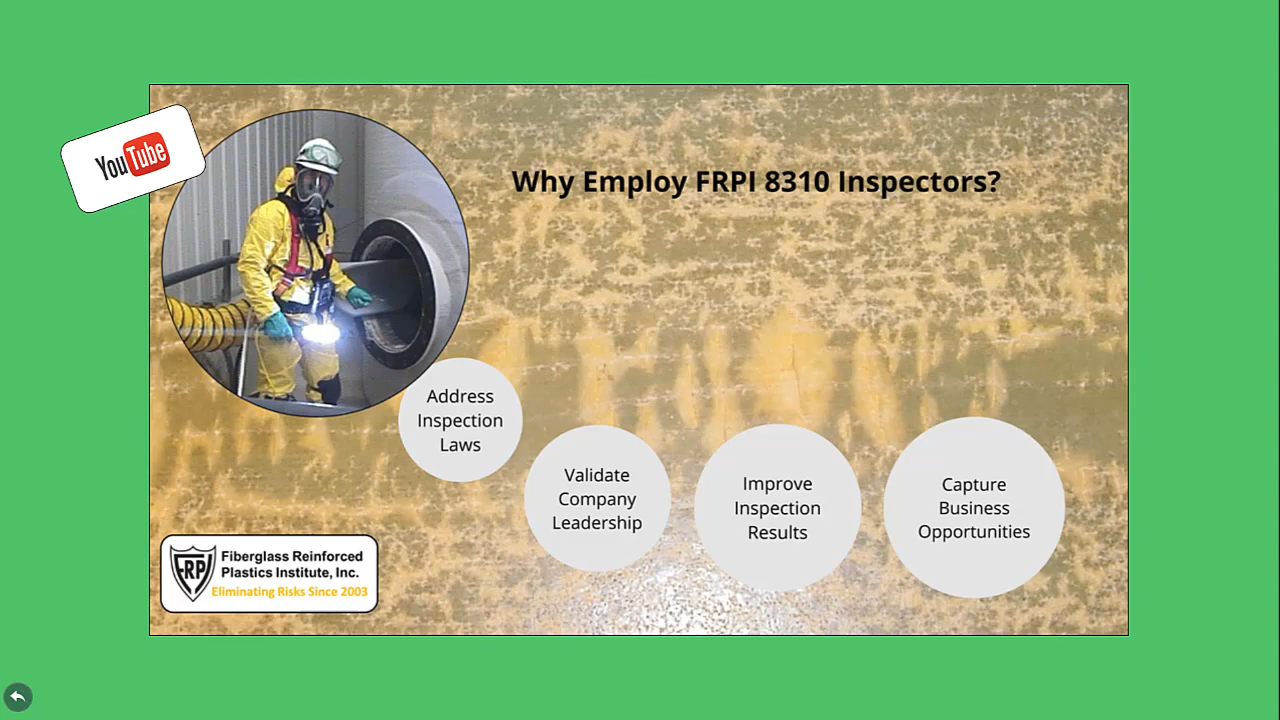 YouTube
Why Employ FRPI 8310 Inspectors?
Address
Inspection
Laws
Validate
Company
Leadership
Improve
Inspection
Results
Capture
Business
Opportunities
FRP
Fiberglass Reinforced
Plastics Institute, Inc.
Eliminating Risks Since 2003